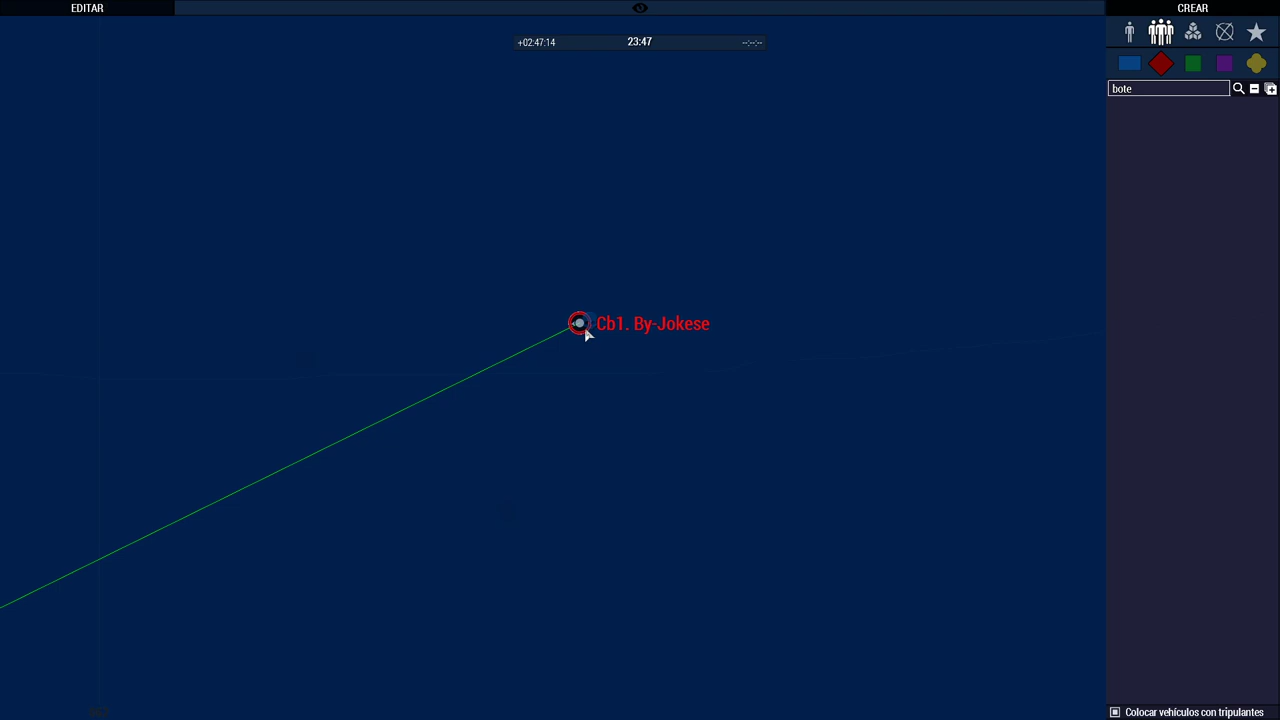 EDITAR
CREAR
+02:47:14
23:47
--:--:--
bote
Cb1. By-Jokese
Colocar vehículos con tripulantes